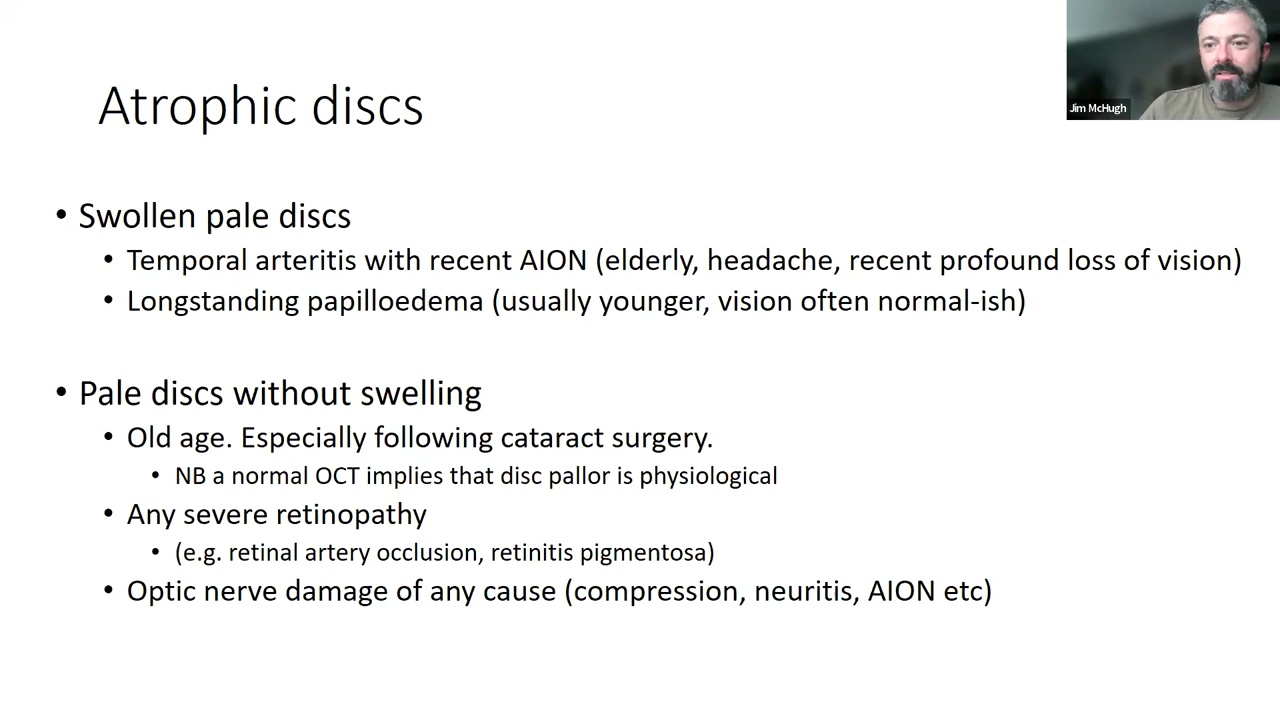 Jim McHugh
Atrophic discs
• Swollen pale discs
• Temporal arteritis with recent AION (elderly, headache, recent profound loss of vision)
• Longstanding papilloedema (usually younger, vision often normal-ish)
• Pale discs without swelling
• Old age. Especially following cataract surgery.
• NB a normal OCT implies that disc pallor is physiological
• Any severe retinopathy
• (e.g. retinal artery occlusion, retinitis pigmentosa)
• Optic nerve damage of any cause (compression, neuritis, AION etc)